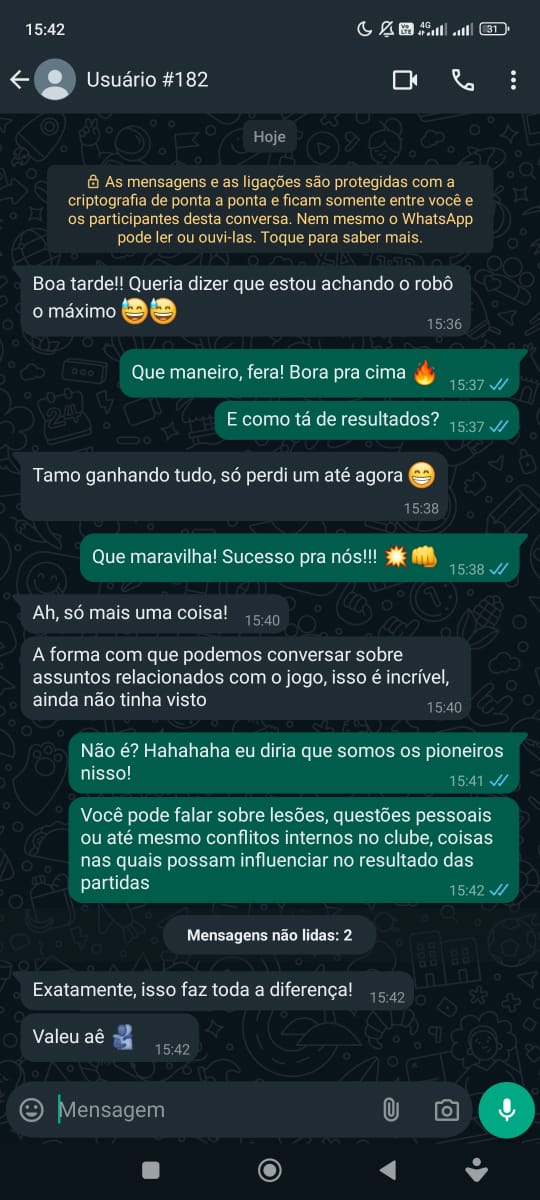 15:42
4G
31
Usuário #182
Hoje
As mensagens e as ligações são protegidas com a
criptografia de ponta a ponta e ficam somente entre você e
os participantes desta conversa. Nem mesmo o WhatsApp
pode ler ou ouvi-las. Toque para saber mais.
Boa tarde!! Queria dizer que estou achando o robô
o máximo 😅😅
15:36
Que maneiro, fera! Bora pra cima 🔥 15:37
E como tá de resultados? 15:37
Tamo ganhando tudo, só perdi um até agora 😁
15:38
Que maravilha! Sucesso pra nós!!! 💥👊 15:38
Ah, só mais uma coisa! 15:40
A forma com que podemos conversar sobre
assuntos relacionados com o jogo, isso é incrível,
ainda não tinha visto 15:40
Não é? Hahahaha eu diria que somos os pioneiros
nisso! 15:41
Você pode falar sobre lesões, questões pessoais
ou até mesmo conflitos internos no clube, coisas
nas quais possam influenciar no resultado das
partidas 15:42
Mensagens não lidas: 2
Exatamente, isso faz toda a diferença! 15:42
Valeu aê 15:42
Mensagem